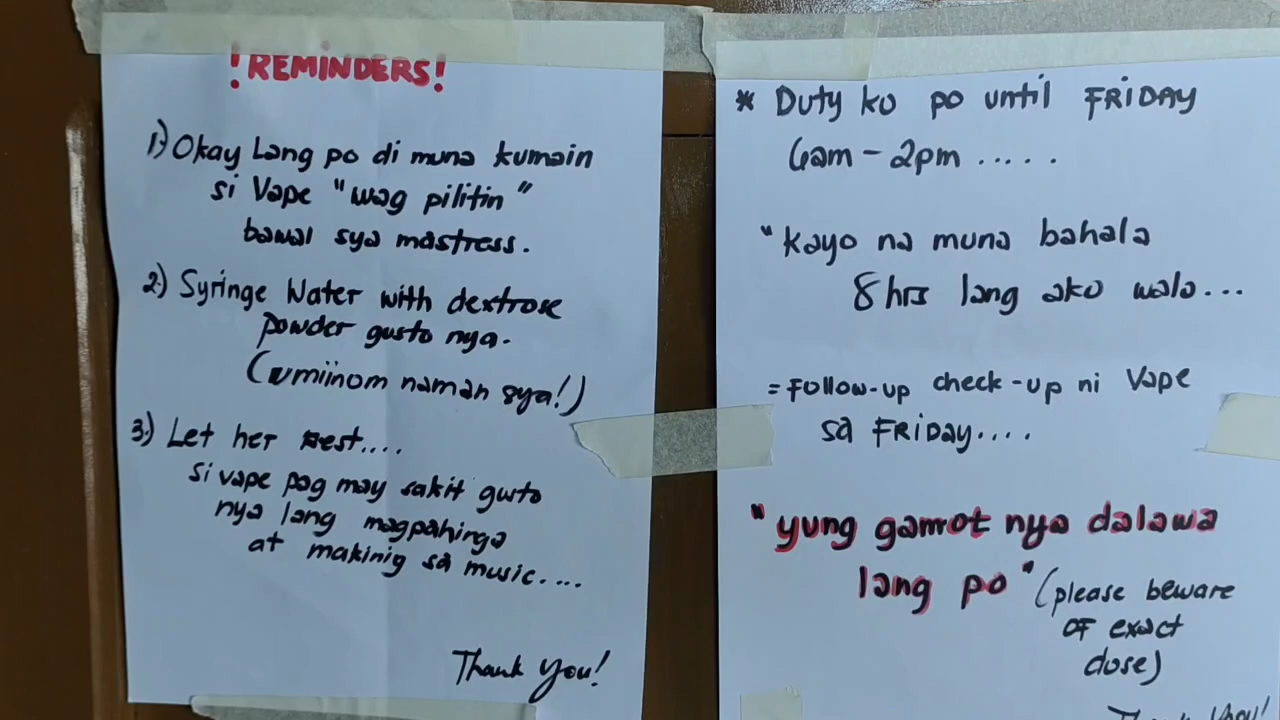 !REMINDERS!
1.) Okay Lang po di muna kumain
si Vape "wag pilitin"
bawal sya mastress.
2.) Syringe Water with dextrose
powder gusto nya.
(umiinom naman sya!)
3.) Let her rest....
si vape pag may sakit gusto
nya lang magpahinga
at makinig sa music....
Thank You!
* Duty ko po until FRIDAY
6am - 2pm .....
"Kayo na muna bahala
8hrs lang ako wala...
= Follow-up check-up ni Vape
sa FRIDAY....
"yung gamot nya dalawa
lang po" (please beware
of exact
dose)
Thank You!